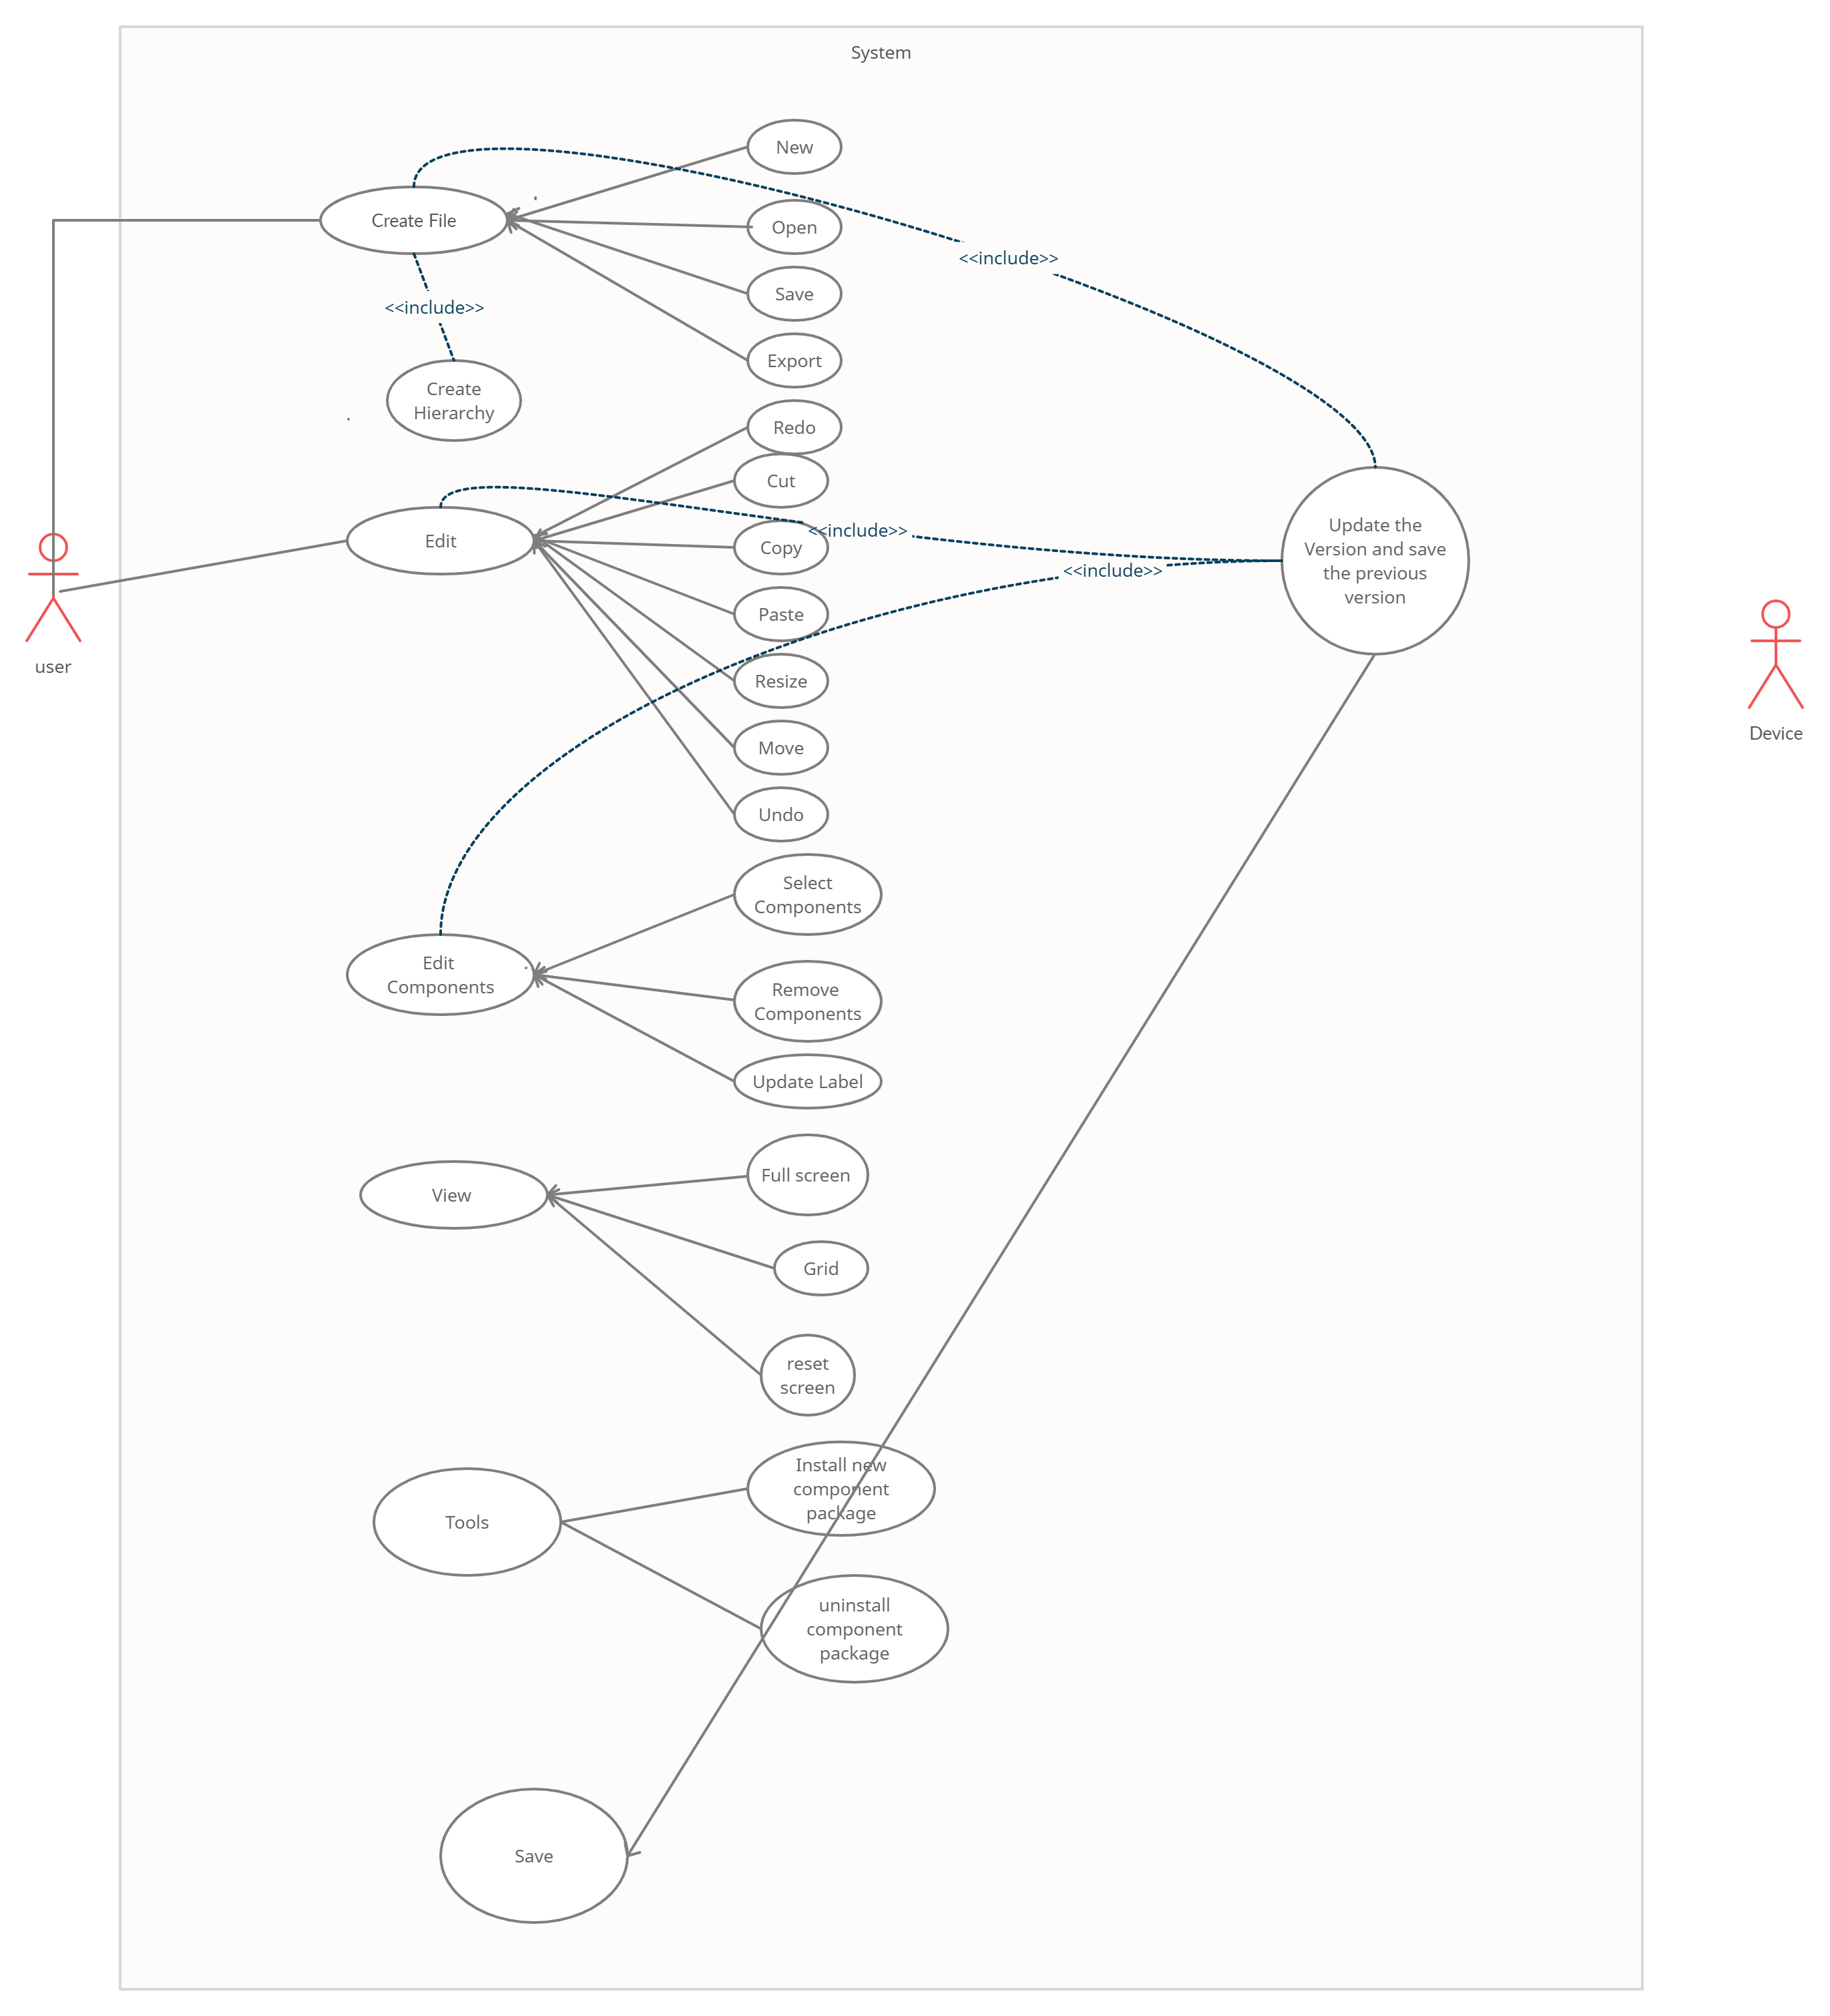 System
New
Create File
Open
<<include>>
Save
<<include>>
Export
Create
Hierarchy
Redo
Cut
Edit
<<include>>
Copy
Update the
Version and save
the previous
version
<<include>>
Paste
user
Resize
Device
Move
Undo
Select
Components
Edit
Components
Remove
Components
Update Label
Full screen
View
Grid
reset
screen
Install new
component
package
Tools
uninstall
component
package
Save